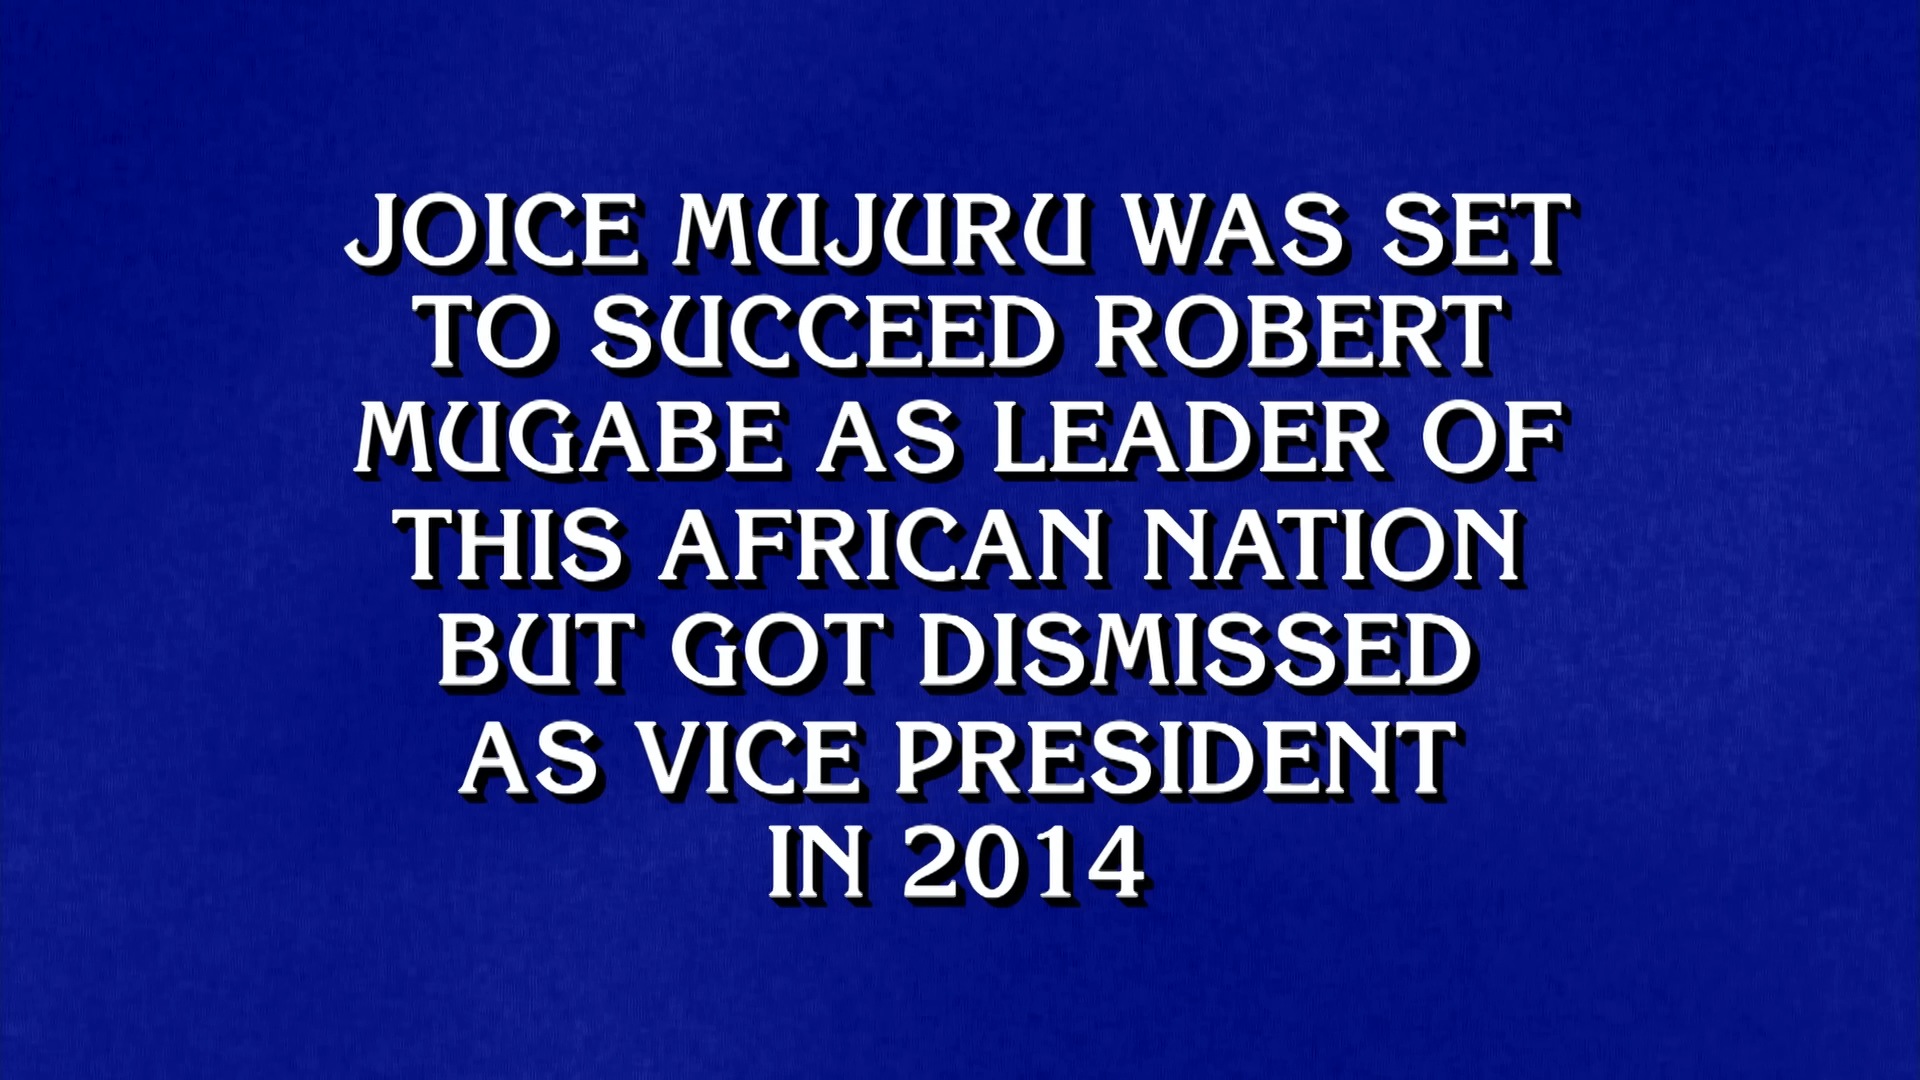 JOICE MUJURU WAS SET
TO SUCCEED ROBERT
MUGABE AS LEADER OF
THIS AFRICAN NATION
BUT GOT DISMISSED
AS VICE PRESIDENT
IN 2014